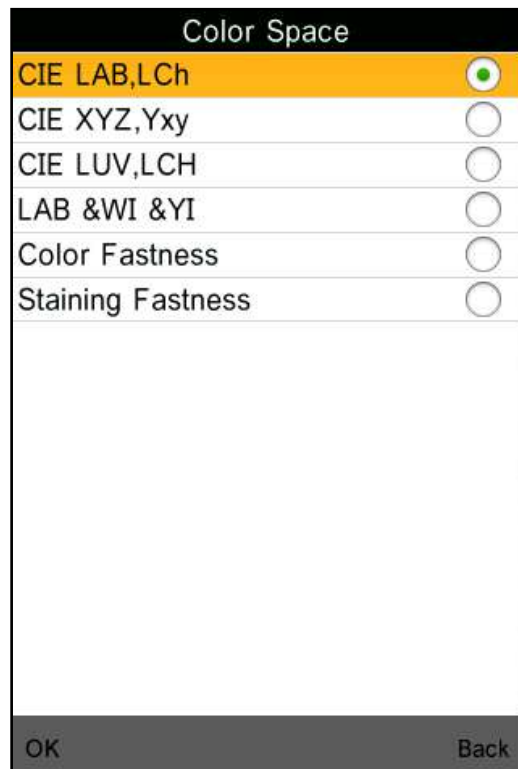 Color Space
CIE LAB,LCh
CIE XYZ,Yxy
CIE LUV,LCH
LAB &WI &YI
Color Fastness
Staining Fastness
OK Back